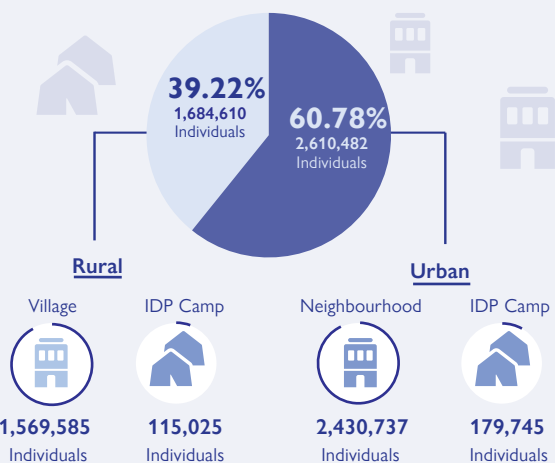 39.22%
1,684,610
Individuals
60.78%
2,610,482
Individuals
Rural
Urban
Village
IDP Camp
Neighbourhood
IDP Camp
1,569,585
115,025
2,430,737
179,745
Individuals
Individuals
Individuals
Individuals